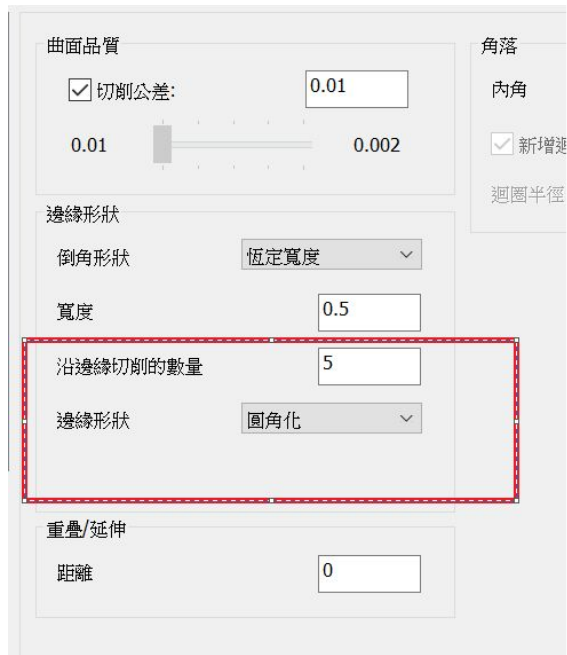 曲面品質
切削公差:
0.01
0.01
0.002
邊緣形狀
倒角形狀
恆定寬度
寬度
0.5
沿邊緣切削的數量
5
邊緣形狀
圓角化
重疊/延伸
距離
0
角落
內角
新增迴
迴圈半徑